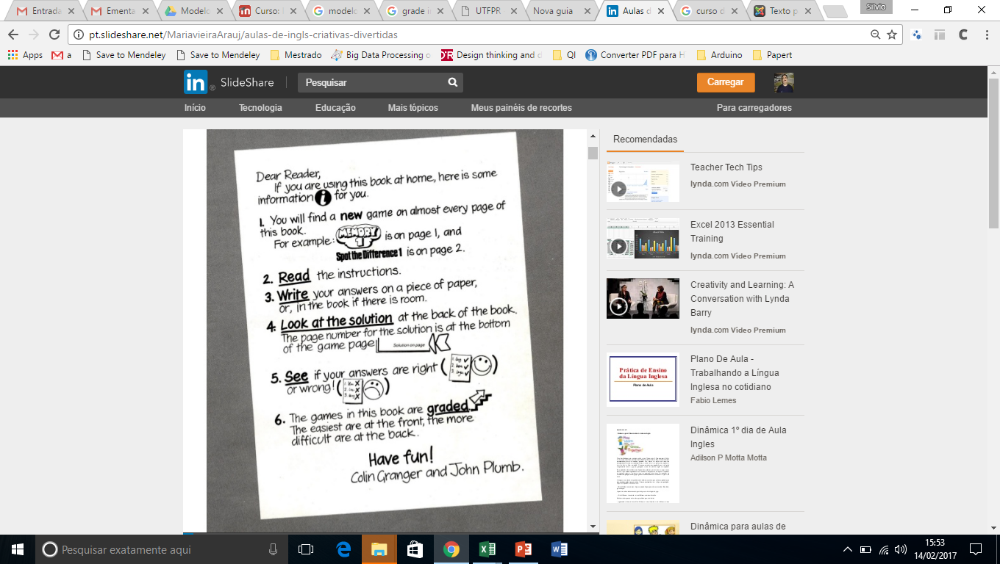 Entrada
Ementa
Modelo
Curso:
modelo
grade i
UTFPR
Nova guia
Aulas d
curso d
Texto p
Silvio
pt.slideshare.net/MariavieiraArauj/aulas-de-ingls-criativas-divertidas
Apps
a
Save to Mendeley
Save to Mendeley
Mestrado
Big Data Processing o
Design thinking and d
QI
Converter PDF para H
Arduino
Papert
in SlideShare
Pesquisar
Carregar
Início
Tecnologia
Educação
Mais tópicos
Meus painéis de recortes
Para carregadores
Dear Reader,
If you are using this book at home, here is some
information i for you.
1. You will find a new game on almost every page of
this book.
For example: MEMORY 1 is on page 1, and
Spot the Difference 1 is on page 2.
2. Read the instructions.
3. Write your answers on a piece of paper,
or, in the book if there is room.
4. Look at the solution at the back of the book.
The page number for the solution is at the bottom
of the game page Solution on page
5. See if your answers are right ( )
or wrong! ( )
6. The games in this book are graded.
The easiest are at the front, the more
difficult are at the back.
Have fun!
Colin Granger and John Plumb.
Recomendadas
Teacher Tech Tips
lynda.com Video Premium
Excel 2013 Essential
Training
lynda.com Video Premium
Creativity and Learning: A
Conversation with Lynda
Barry
lynda.com Video Premium
Prática de Ensino
da Língua Inglesa
Plano de Aula
Plano De Aula -
Trabalhando a Língua
Inglesa no cotidiano
Fabio Lemes
Dinâmica 1º dia de Aula
Ingles
Adilson P Motta Motta
Dinâmica para aulas de
Pesquisar exatamente aqui
15:53
14/02/2017